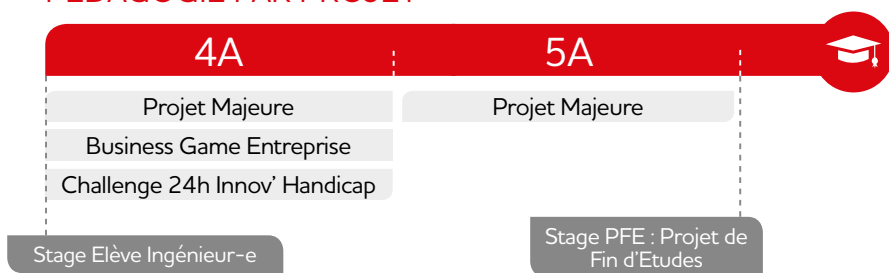 PEDAGOGIE PAR PROJET
4A
5A
Projet Majeure
Projet Majeure
Business Game Entreprise
Challenge 24h Innov’ Handicap
Stage Elève Ingénieur-e
Stage PFE : Projet de
Fin d’Etudes